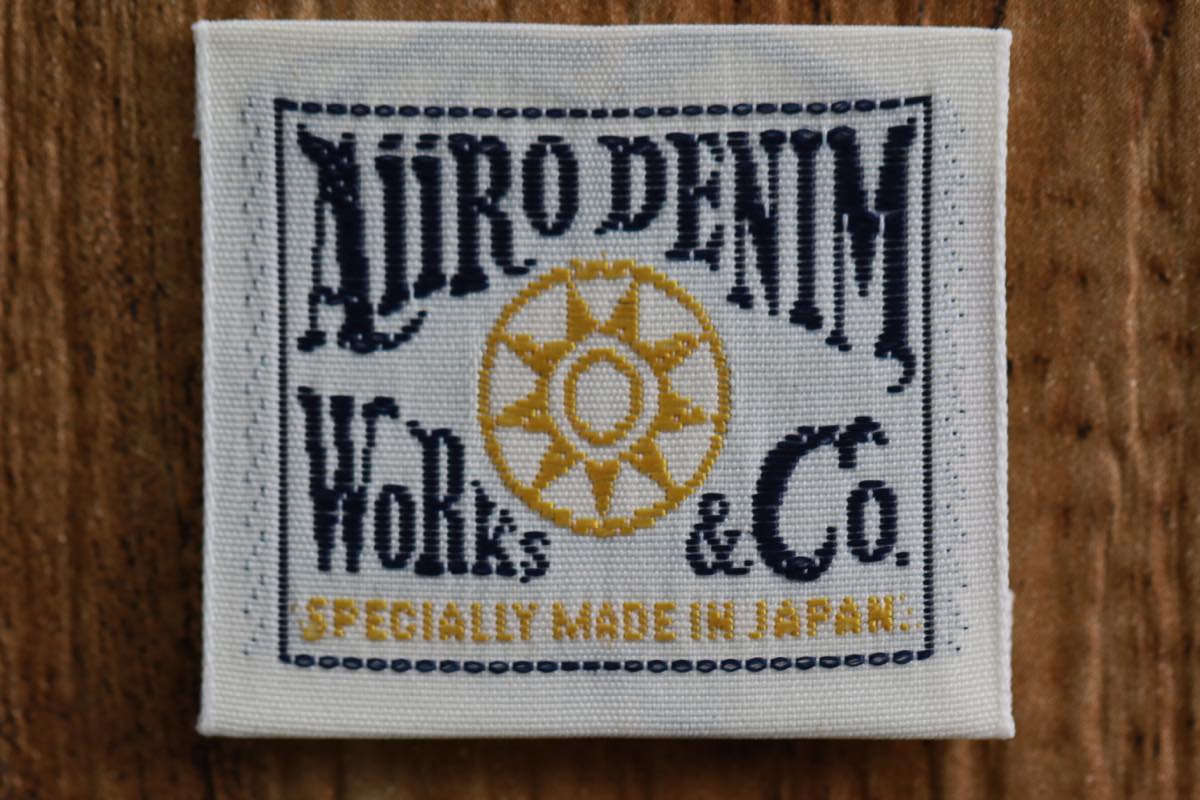 AiiRO DENIM
WORKs & Co.
SPECIALLY MADE IN JAPAN